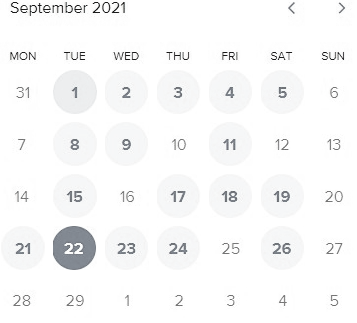 September 2021
MON TUE WED THU FRI SAT SUN
31 1 2 3 4 5 6
7 8 9 10 11 12 13
14 15 16 17 18 19 20
21 22 23 24 25 26 27
28 29 1 2 3 4 5